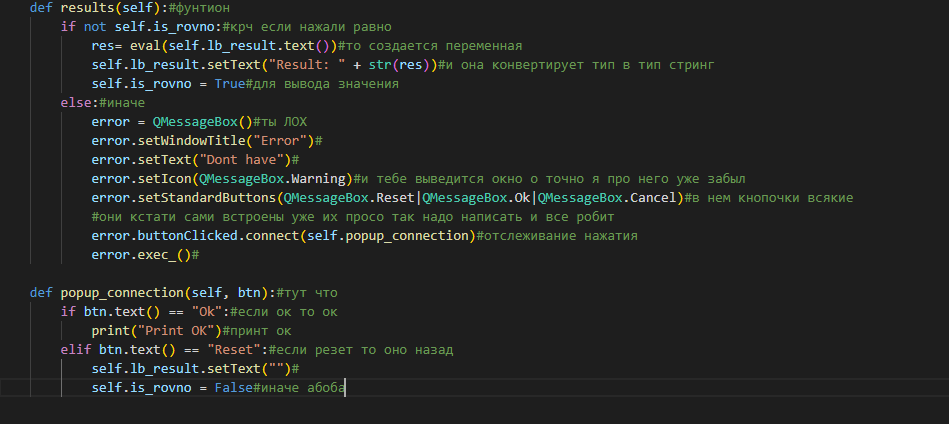 def results(self):#фунтион
if not self.is_rovno:#крч если нажали равно
res= eval(self.lb_result.text())#то создается переменная
self.lb_result.setText("Result: " + str(res))#и она конвертирует тип в тип стринг
self.is_rovno = True#для вывода значения
else:#иначе
error = QMessageBox()#ты ЛОХ
error.setWindowTitle("Error")#
error.setText("Dont have")#
error.setIcon(QMessageBox.Warning)#и тебе выведится окно о точно я про него уже забыл
error.setStandardButtons(QMessageBox.Reset|QMessageBox.Ok|QMessageBox.Cancel)#в нем кнопочки всякие
#они кстати сами встроены уже их просо так надо написать и все робит
error.buttonClicked.connect(self.popup_connection)#отслеживание нажатия
error.exec_()#
def popup_connection(self, btn):#тут что
if btn.text() == "Ok":#если ок то ок
print("Print OK")#принт ок
elif btn.text() == "Reset":#если резет то оно назад
self.lb_result.setText("")#
self.is_rovno = False#иначе абоба